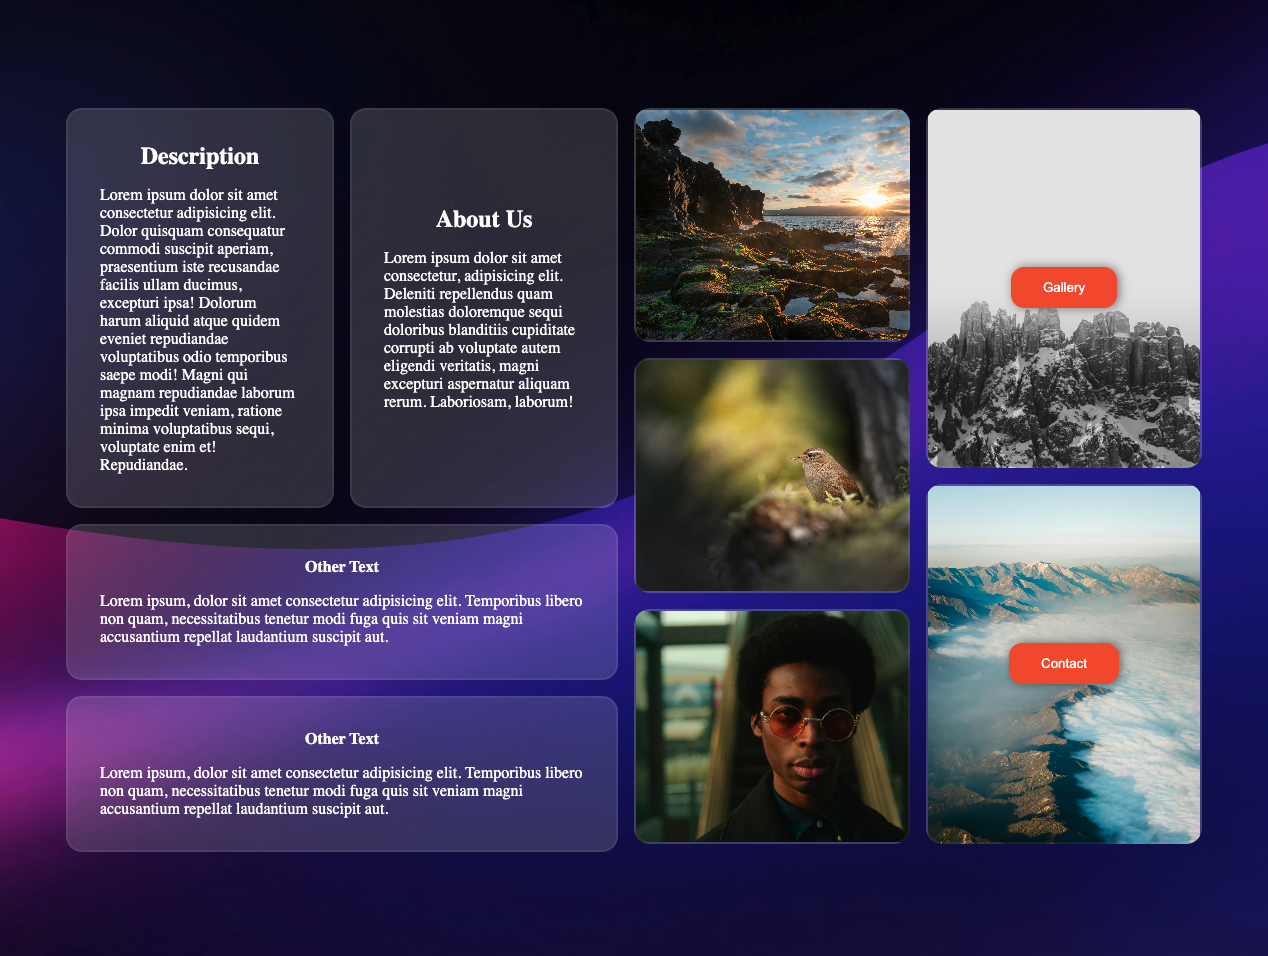 Description
Lorem ipsum dolor sit amet
consectetur adipisicing elit.
Dolor quisquam consequatur
commodi suscipit aperiam,
praesentium iste recusandae
facilis ullam ducimus,
excepturi ipsa! Dolorum
harum aliquid atque quidem
eveniet repudiandae
voluptatibus odio temporibus
saepe modi! Magni qui
magnam repudiandae laborum
ipsa impedit veniam, ratione
minima voluptatibus sequi,
voluptate enim et!
Repudiandae.
About Us
Lorem ipsum dolor sit amet
consectetur, adipisicing elit.
Deleniti repellendus quam
molestias doloremque sequi
doloribus blanditiis cupiditate
corrupti ab voluptate autem
eligendi veritatis, magni
excepturi aspernatur aliquam
rerum. Laboriosam, laborum!
Other Text
Lorem ipsum, dolor sit amet consectetur adipisicing elit. Temporibus libero
non quam, necessitatibus tenetur modi fuga quis sit veniam magni
accusantium repellat laudantium suscipit aut.
Other Text
Lorem ipsum, dolor sit amet consectetur adipisicing elit. Temporibus libero
non quam, necessitatibus tenetur modi fuga quis sit veniam magni
accusantium repellat laudantium suscipit aut.
Gallery
Contact